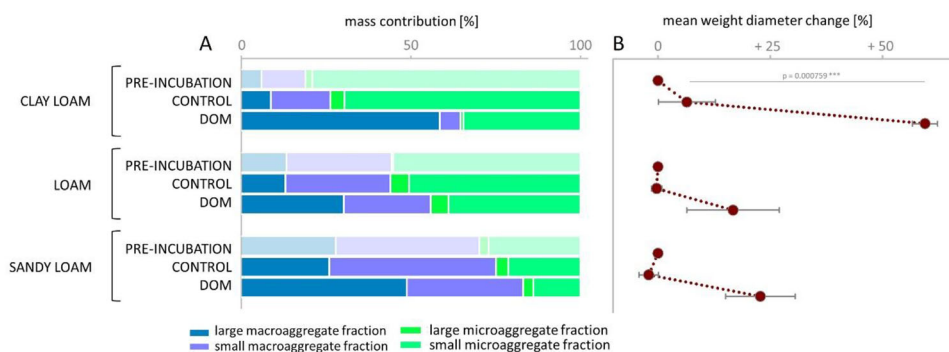 mass contribution [%]
mean weight diameter change [%]
A
B
0
50
100
0
+ 25
+ 50
p = 0.000759 ***
CLAY LOAM
PRE-INCUBATION
CONTROL
DOM
LOAM
PRE-INCUBATION
CONTROL
DOM
SANDY LOAM
PRE-INCUBATION
CONTROL
DOM
large macroaggregate fraction
large microaggregate fraction
small macroaggregate fraction
small microaggregate fraction